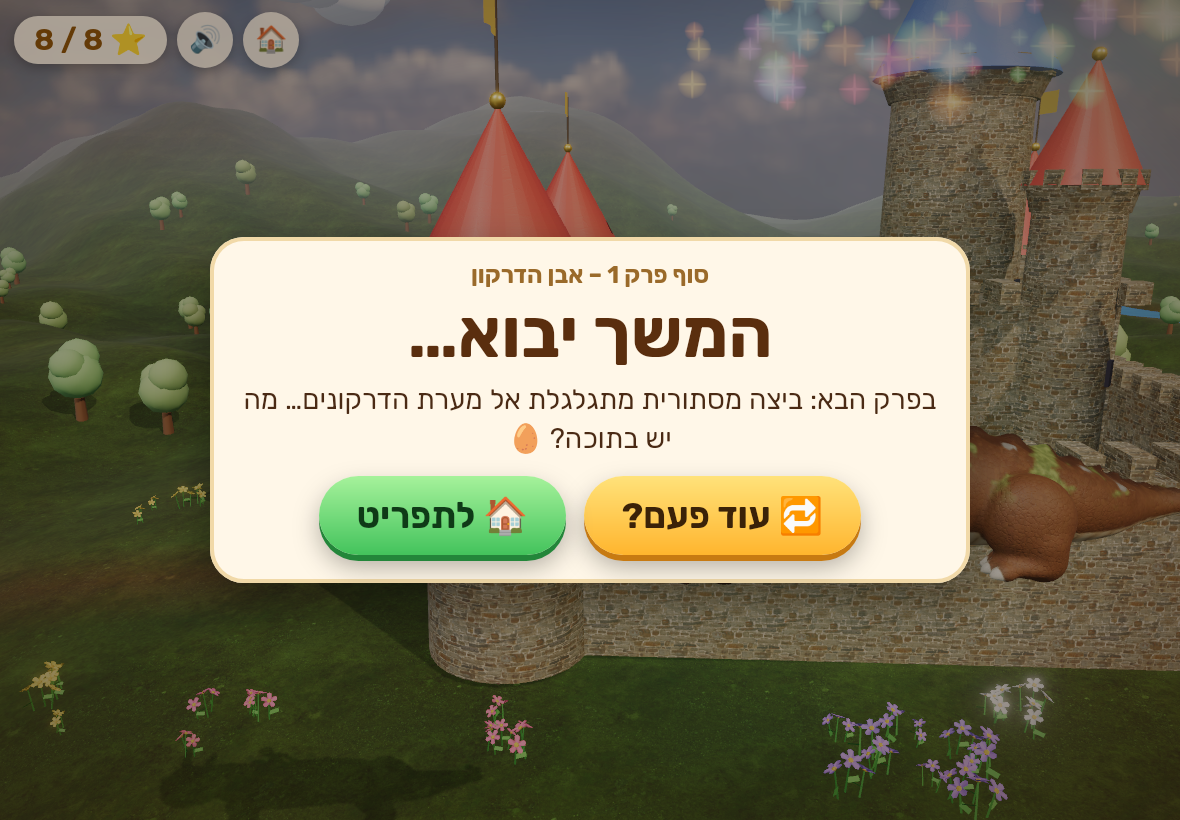 8 / 8 ⭐
סוף פרק 1 – אבן הדרקון
המשך יבוא...
בפרק הבא: ביצה מסתורית מתגלגלת אל מערת הדרקונים... מה
יש בתוכה? 🥚
🔁 עוד פעם?
🏠 לתפריט